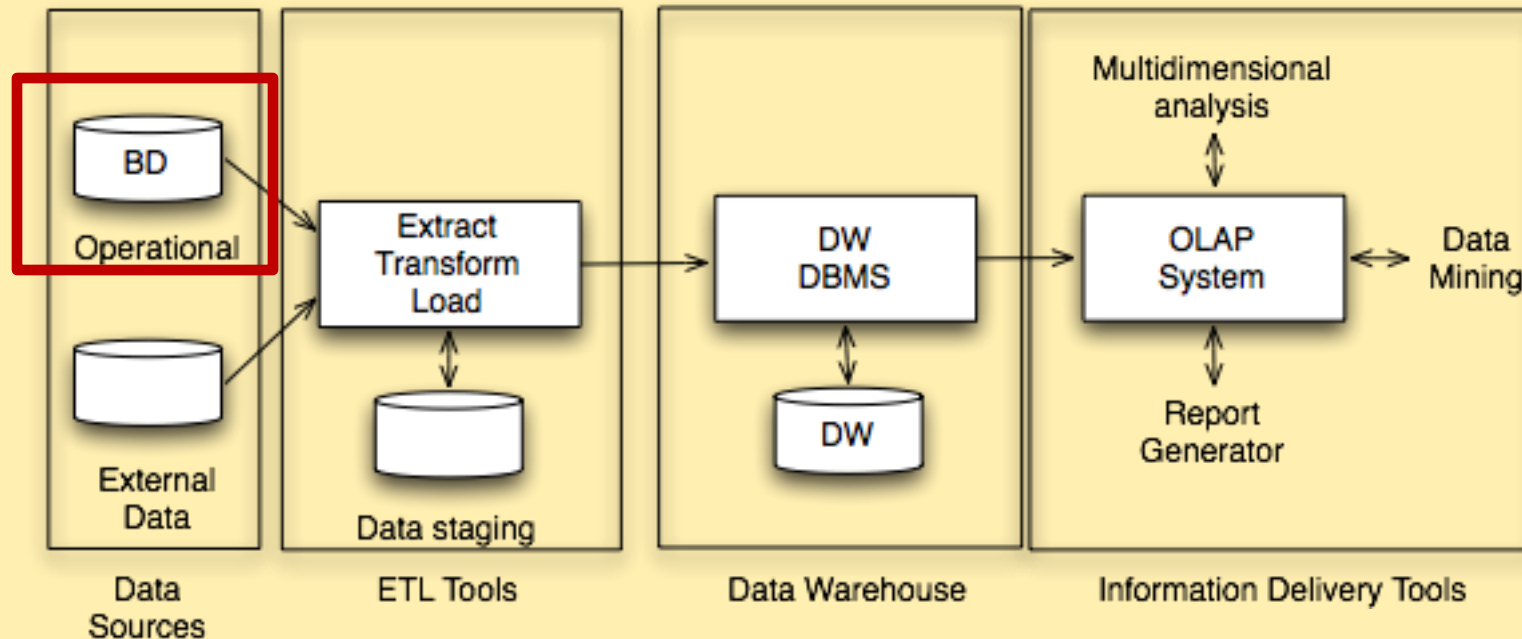 BD
Operational
External
Data
Data
Sources
Extract
Transform
Load
Data staging
ETL Tools
DW
DBMS
DW
Data Warehouse
Multidimensional
analysis
OLAP
System
Data
Mining
Report
Generator
Information Delivery Tools